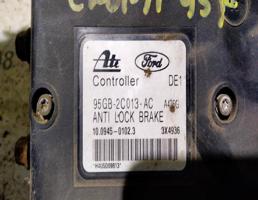 Ate Ford
Controller DE1
95GB-2C013-AC
ANTI LOCK BRAKE
10.0945-0102.3 3X4936